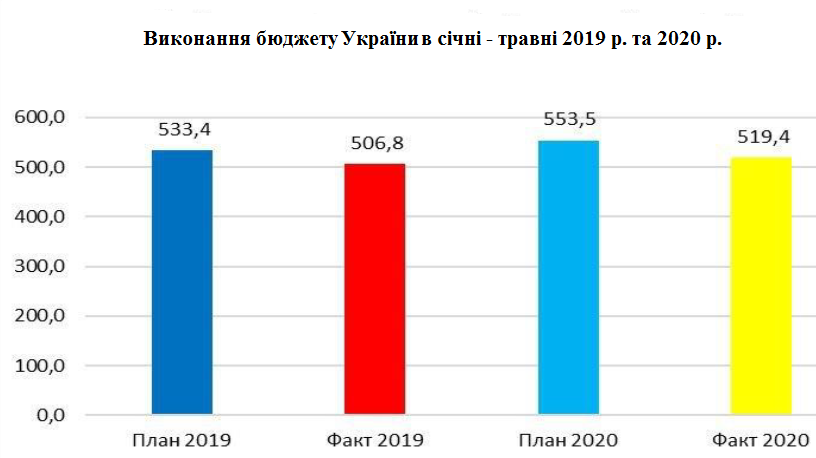 Виконання бюджету України в січні - травні 2019 р. та 2020 р.
600,0
500,0
400,0
300,0
200,0
100,0
0,0
533,4
506,8
553,5
519,4
План 2019
Факт 2019
План 2020
Факт 2020